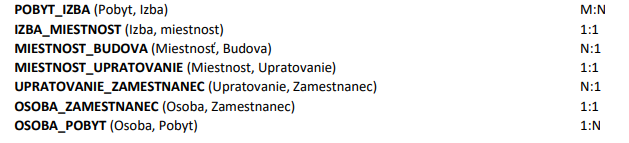 POBYT_IZBA (Pobyt, Izba) M:N
IZBA_MIESTNOST (Izba, miestnost) 1:1
MIESTNOST_BUDOVA (Miestnosť, Budova) N:1
MIESTNOST_UPRATOVANIE (Miestnost, Upratovanie) 1:1
UPRATOVANIE_ZAMESTNANEC (Upratovanie, Zamestnanec) N:1
OSOBA_ZAMESTNANEC (Osoba, Zamestnanec) 1:1
OSOBA_POBYT (Osoba, Pobyt) 1:N